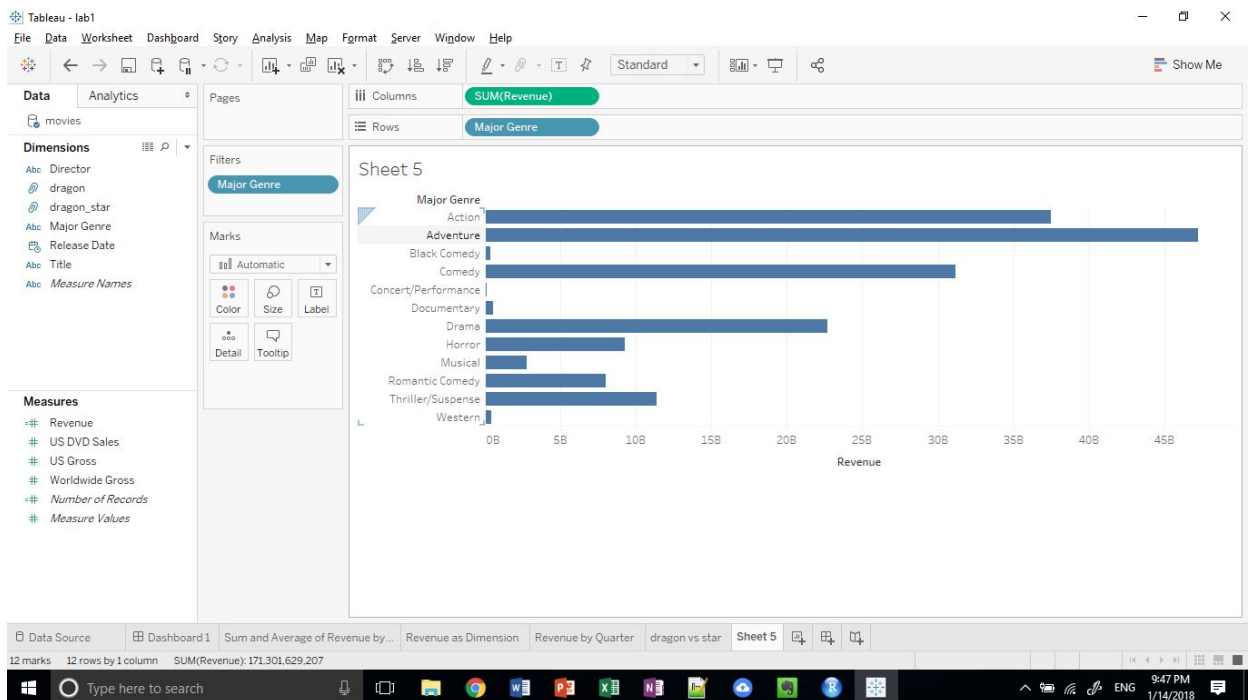 Tableau - lab1
File Data Worksheet Dashboard Story Analysis Map Format Server Window Help
Standard
Show Me
Data Analytics
movies
Dimensions
Abc Director
dragon
dragon_star
Abc Major Genre
Release Date
Abc Title
Abc Measure Names
Measures
=# Revenue
# US DVD Sales
# US Gross
# Worldwide Gross
=# Number of Records
# Measure Values
Pages
Filters
Major Genre
Marks
Automatic
Color Size Label
Detail Tooltip
Columns SUM(Revenue)
Rows Major Genre
Sheet 5
Major Genre
Action
Adventure
Black Comedy
Comedy
Concert/Performance
Documentary
Drama
Horror
Musical
Romantic Comedy
Thriller/Suspense
Western
0B 5B 10B 15B 20B 25B 30B 35B 40B 45B
Revenue
Data Source Dashboard 1 Sum and Average of Revenue by... Revenue as Dimension Revenue by Quarter dragon vs star Sheet 5
12 marks 12 rows by 1 column SUM(Revenue): 171,301,629,207
Type here to search
ENG
9:47 PM
1/14/2018